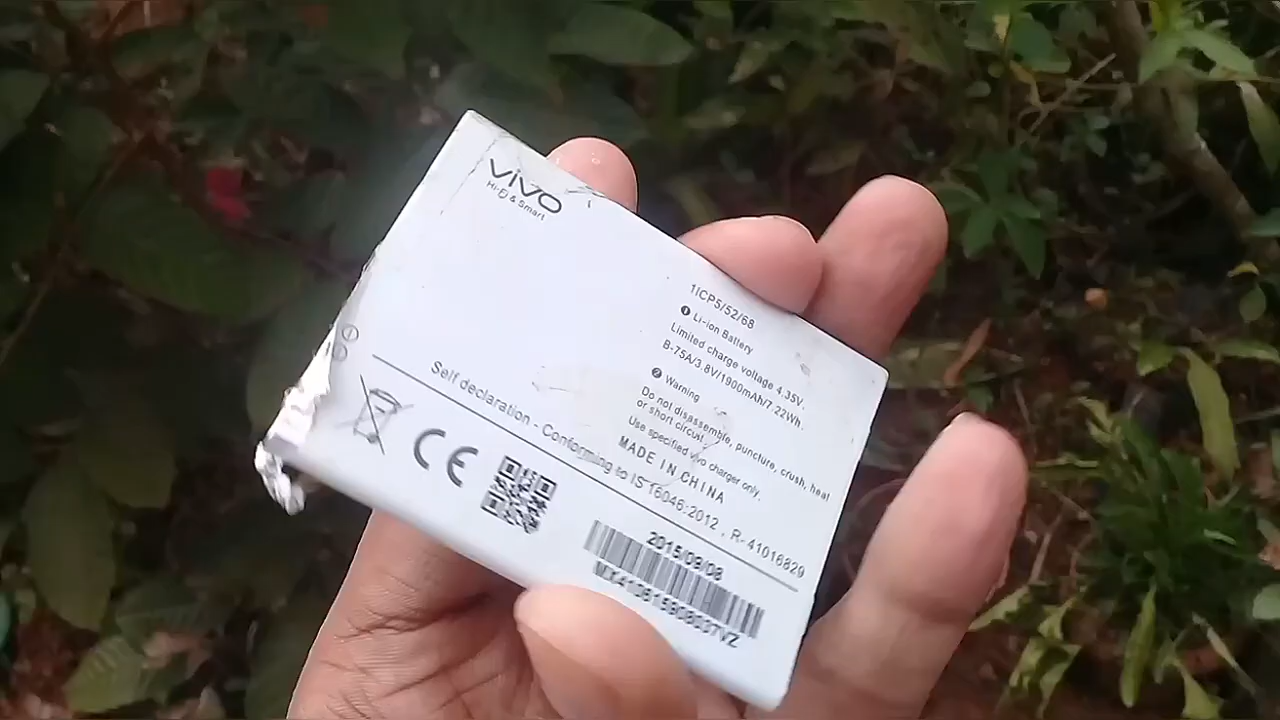 vivo
Hi-Fi & Smart
1ICP5/52/68
Li-ion Battery
Limited charge voltage 4.35V.
B-75A/3.8V/1900mAh/7.22Wh.
Warning
Do not disassemble, puncture, crush, heat
or short circuit
Use specified vivo charger only.
MADE IN CHINA
Self declaration - Conforming to IS 16046:2012 , R- 41016829
CE
2015/09/08